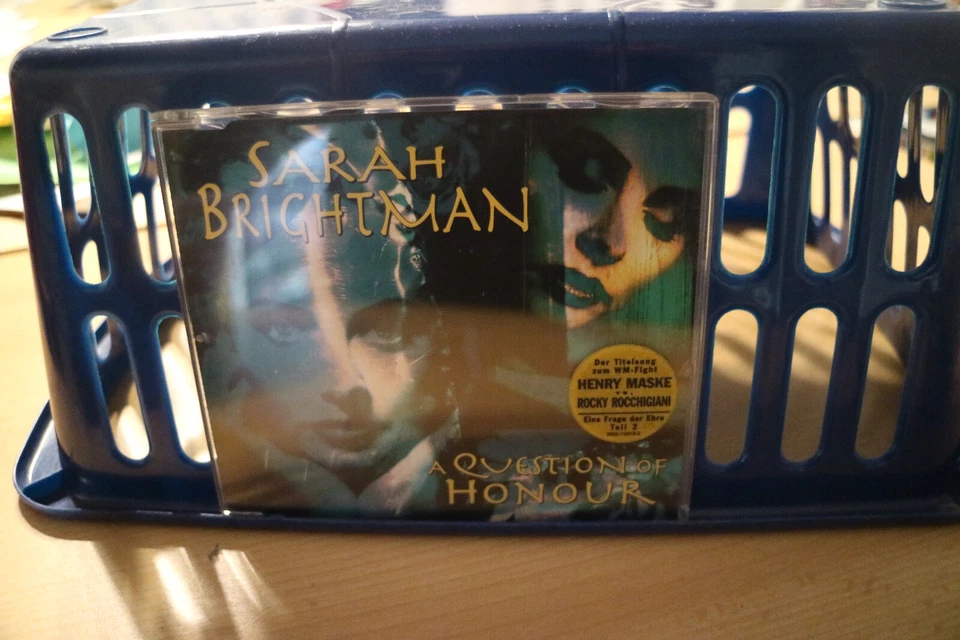 SARAH
BRIGHTMAN
Der Titelsong
zum WM-Fight
HENRY MASKE
vs.
ROCKY ROCCHIGIANI
Eine Frage der Ehre
Teil 2
A QUESTION OF
HONOUR